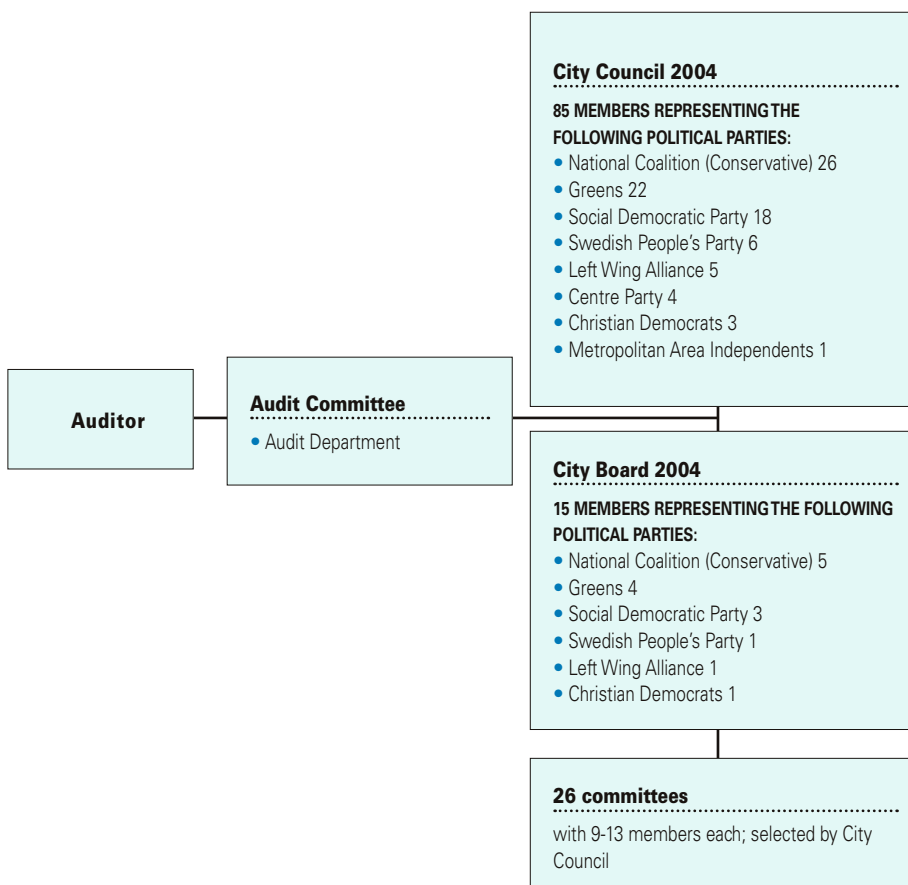 City Council 2004
85 MEMBERS REPRESENTING THE
FOLLOWING POLITICAL PARTIES:
• National Coalition (Conservative) 26
• Greens 22
• Social Democratic Party 18
• Swedish People's Party 6
• Left Wing Alliance 5
• Centre Party 4
• Christian Democrats 3
• Metropolitan Area Independents 1
Auditor
Audit Committee
• Audit Department
City Board 2004
15 MEMBERS REPRESENTING THE FOLLOWING
POLITICAL PARTIES:
• National Coalition (Conservative) 5
• Greens 4
• Social Democratic Party 3
• Swedish People's Party 1
• Left Wing Alliance 1
• Christian Democrats 1
26 committees
with 9-13 members each; selected by City
Council